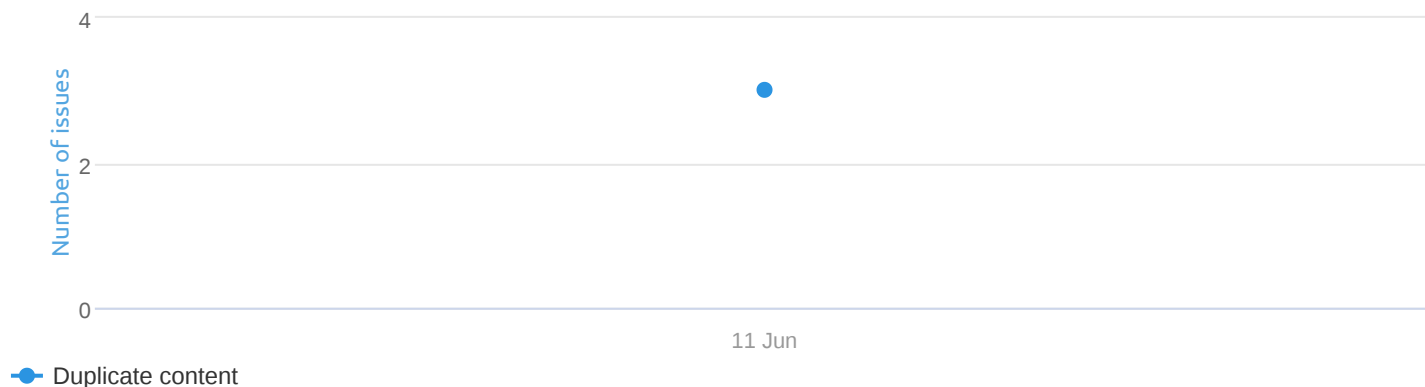 4
Number of issues
2
0
11 Jun
Duplicate content